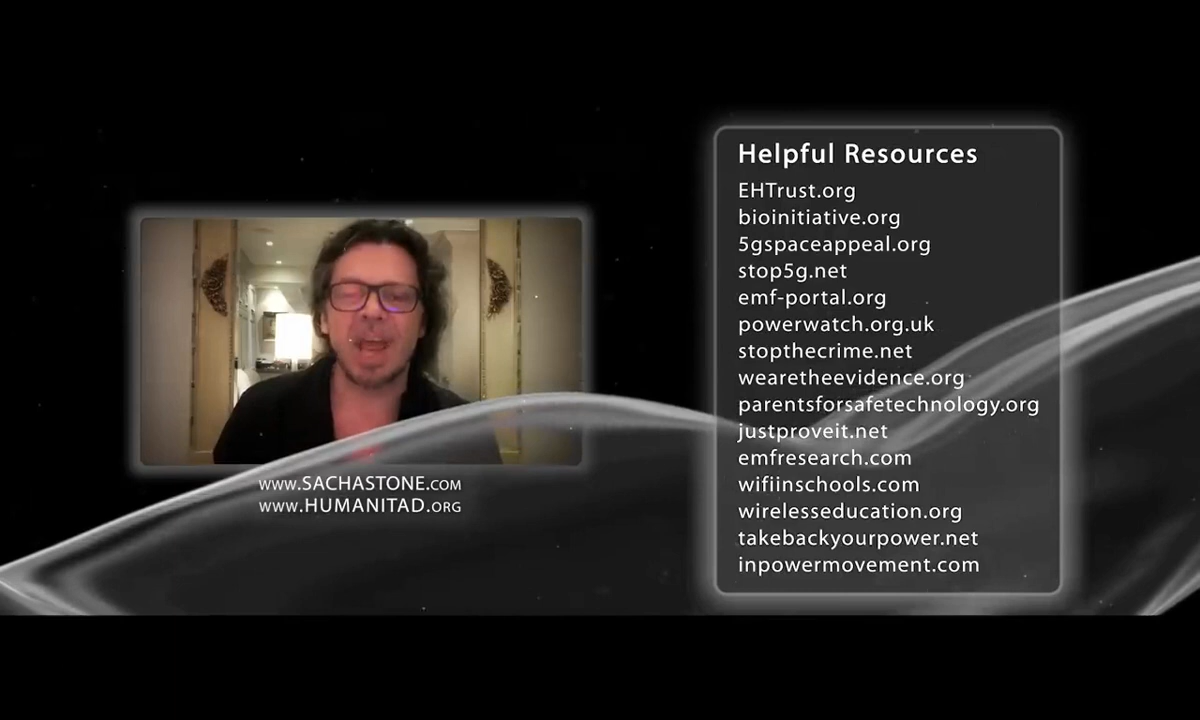 www.SACHASTONE.com
www.HUMANITAD.org
Helpful Resources
EHTrust.org
bioinitiative.org
5gspaceappeal.org
stop5g.net
emf-portal.org
powerwatch.org.uk
stopthecrime.net
wearetheevidence.org
parentsforsafetechnology.org
justproveit.net
emfresearch.com
wifiinschools.com
wirelesseducation.org
takebackyourpower.net
inpowermovement.com